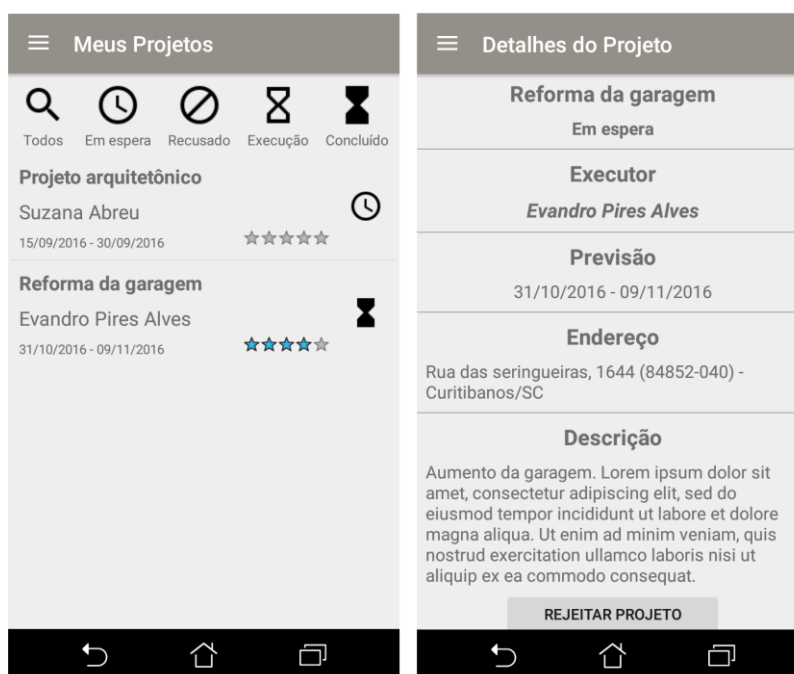 Meus Projetos
Todos Em espera Recusado Execução Concluído
Projeto arquitetônico
Suzana Abreu
15/09/2016 - 30/09/2016
Reforma da garagem
Evandro Pires Alves
31/10/2016 - 09/11/2016
Detalhes do Projeto
Reforma da garagem
Em espera
Executor
Evandro Pires Alves
Previsão
31/10/2016 - 09/11/2016
Endereço
Rua das seringueiras, 1644 (84852-040) -
Curitibanos/SC
Descrição
Aumento da garagem. Lorem ipsum dolor sit
amet, consectetur adipiscing elit, sed do
eiusmod tempor incididunt ut labore et dolore
magna aliqua. Ut enim ad minim veniam, quis
nostrud exercitation ullamco laboris nisi ut
aliquip ex ea commodo consequat.
REJEITAR PROJETO